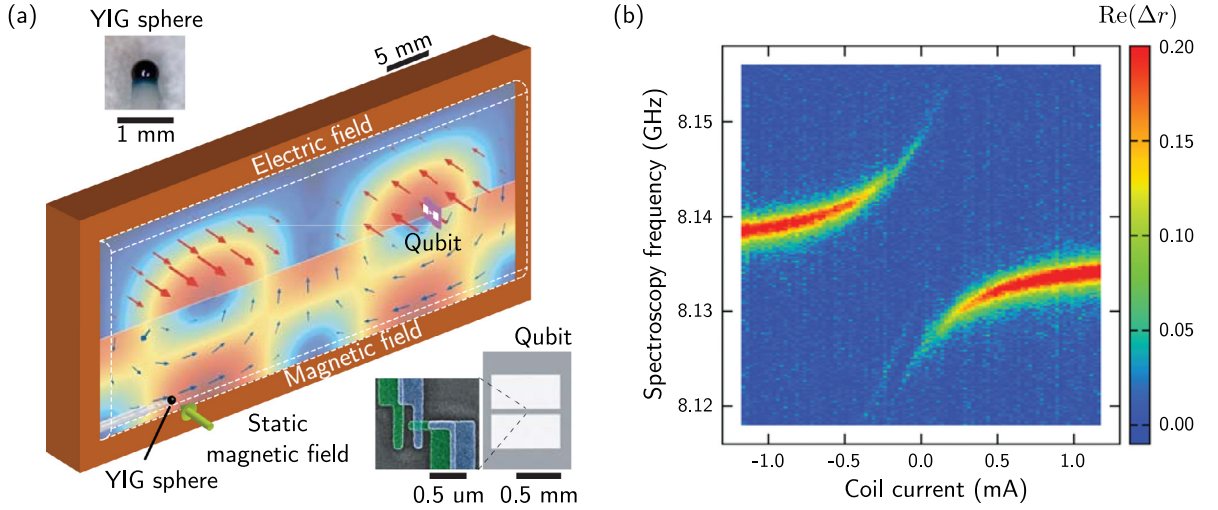 (a)
YIG sphere
1 mm
5 mm
Electric field
Qubit
Magnetic field
Static
magnetic field
YIG sphere
Qubit
0.5 um
0.5 mm
(b)
Re(Δr)
Spectroscopy frequency (GHz)
8.15
8.14
8.13
8.12
-1.0
-0.5
0.0
0.5
1.0
Coil current (mA)
0.20
0.15
0.10
0.05
0.00